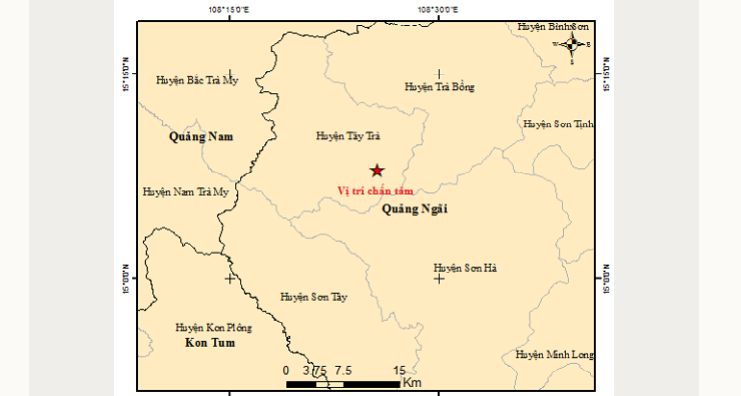 108°15'0"E
108°30'0"E
Huyện Bình Sơn
W
E
S
15°15'0"N
15°15'0"N
Huyện Bắc Trà My
Huyện Trà Bồng
Huyện Sơn Tịnh
Quảng Nam
Huyện Tây Trà
Huyện Nam Trà My
Vị trí chấn tâm
Quảng Ngãi
Huyện Sơn Hà
15°0'0"N
15°0'0"N
Huyện Sơn Tây
Huyện Kon Plông
Kon Tum
Huyện Minh Long
0 3.75 7.5 15
Km